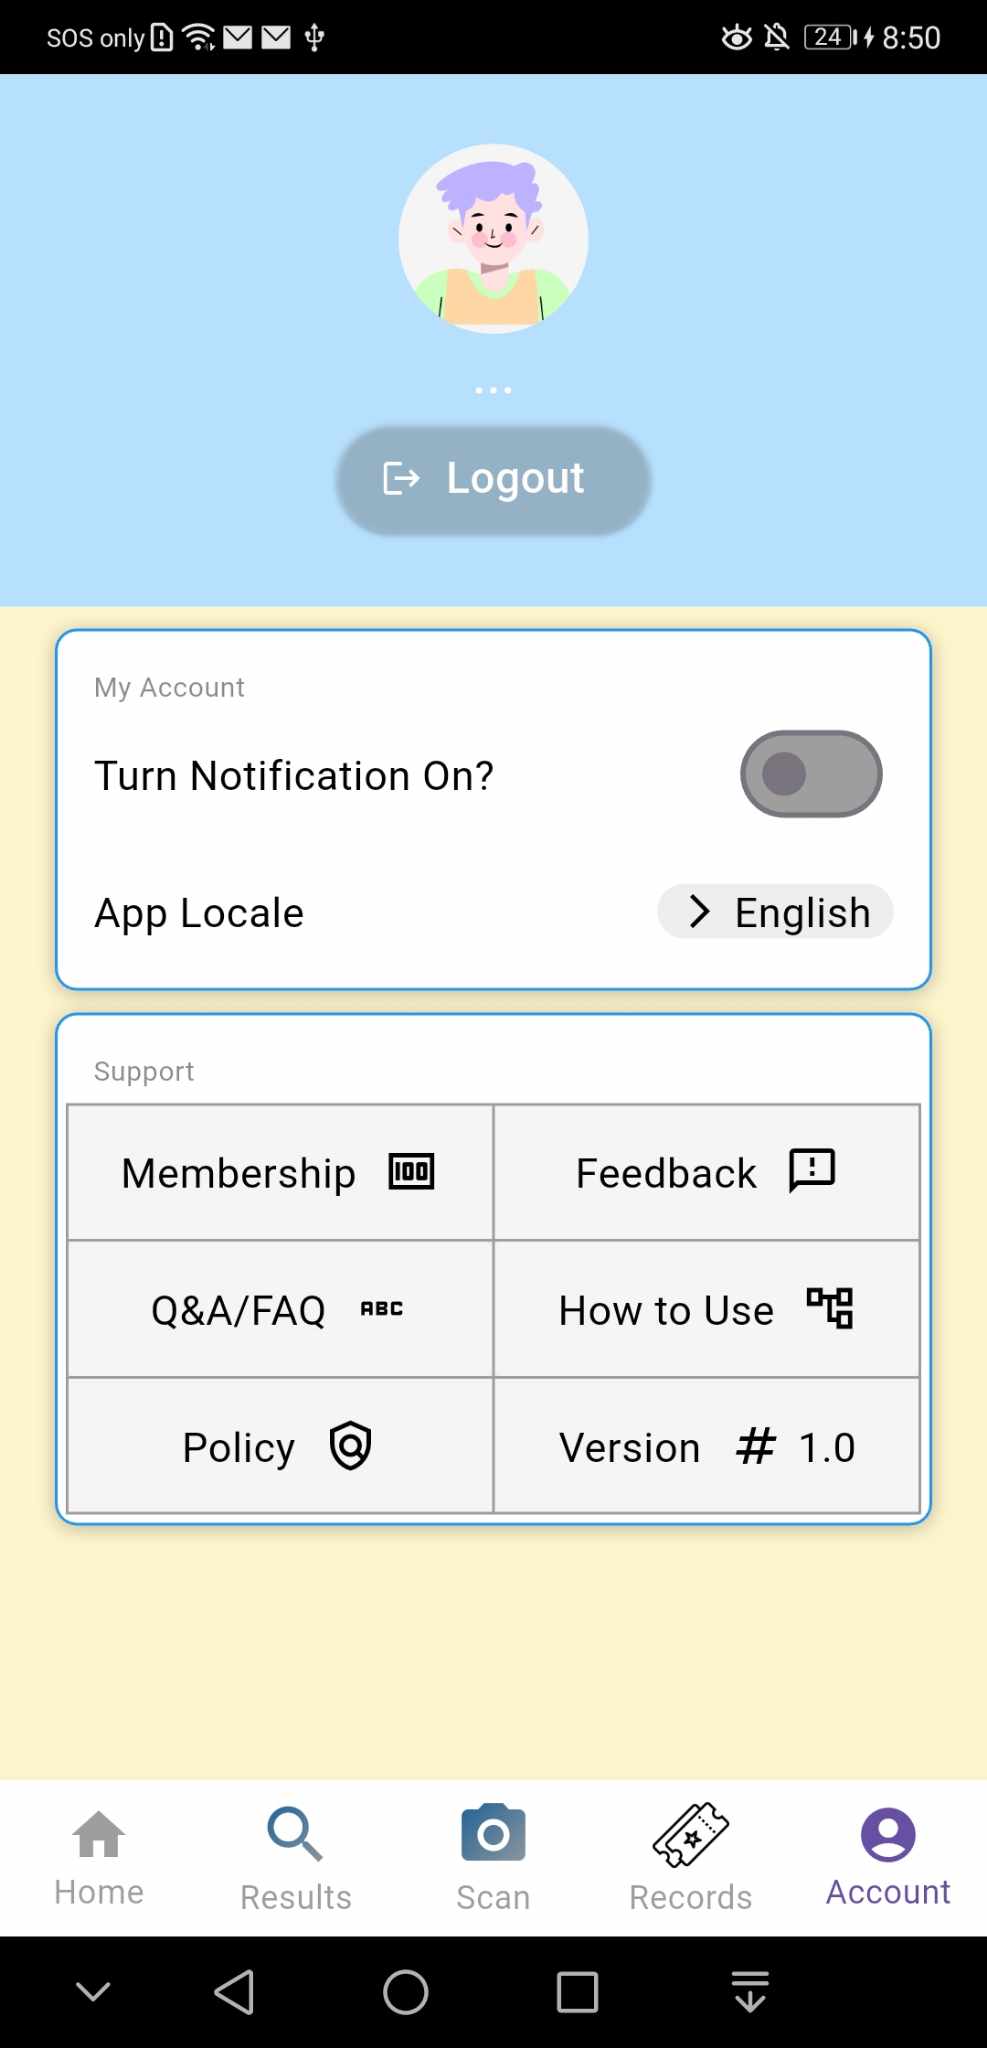 SOS only 24 8:50
...
Logout
My Account
Turn Notification On?
App Locale > English
Support
Membership 100 Feedback
Q&A/FAQ ABC How to Use
Policy Version # 1.0
Home Results Scan Records Account